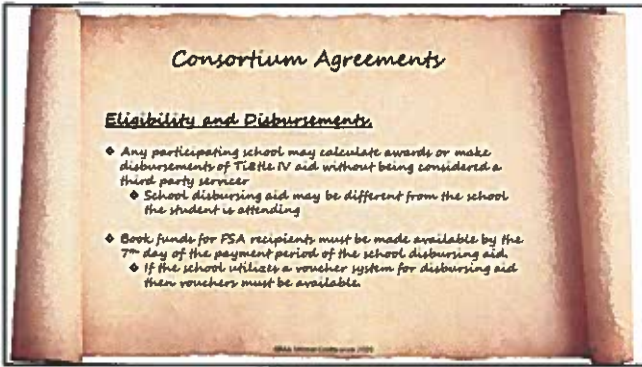 Consortium Agreements
Eligibility and Disbursements.
❖ Any participating school may calculate awards or make
disbursements of Ti8tle IV aid without being considered a
third party servicer
❖ School disbursing aid may be different from the school
the student is attending
❖ Book funds for FSA recipients must be made available by the
7th day of the payment period of the school disbursing aid.
❖ If the school utilizes a voucher system for disbursing aid
then vouchers must be available.